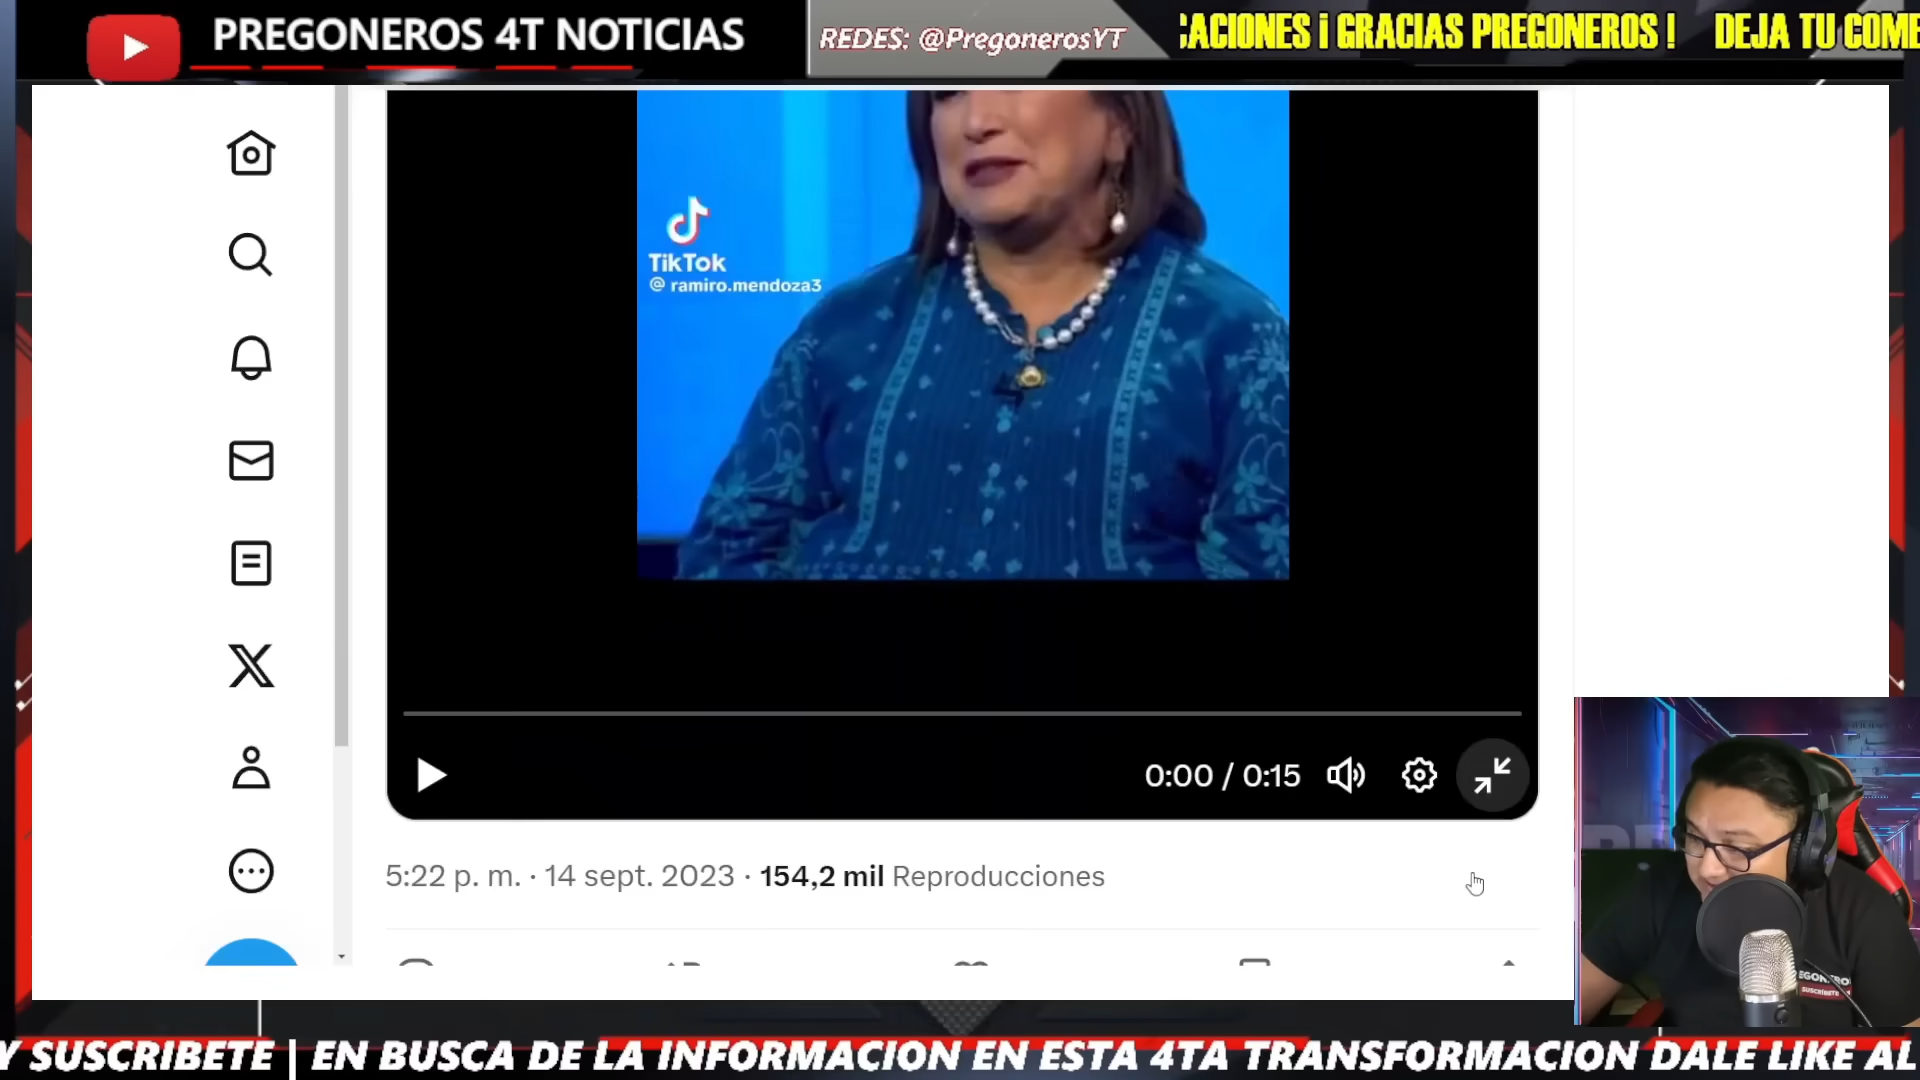 PREGONEROS 4T NOTICIAS
REDES: @PregonerosYT
ACIONES ¡ GRACIAS PREGONEROS !
DEJA TU COME
TikTok
@ ramiro.mendoza3
0:00 / 0:15
5:22 p. m. · 14 sept. 2023 · 154,2 mil Reproducciones
EGONERO
SUSCRIBETE
Y SUSCRIBETE | EN BUSCA DE LA INFORMACION EN ESTA 4TA TRANSFORMACION DALE LIKE AL